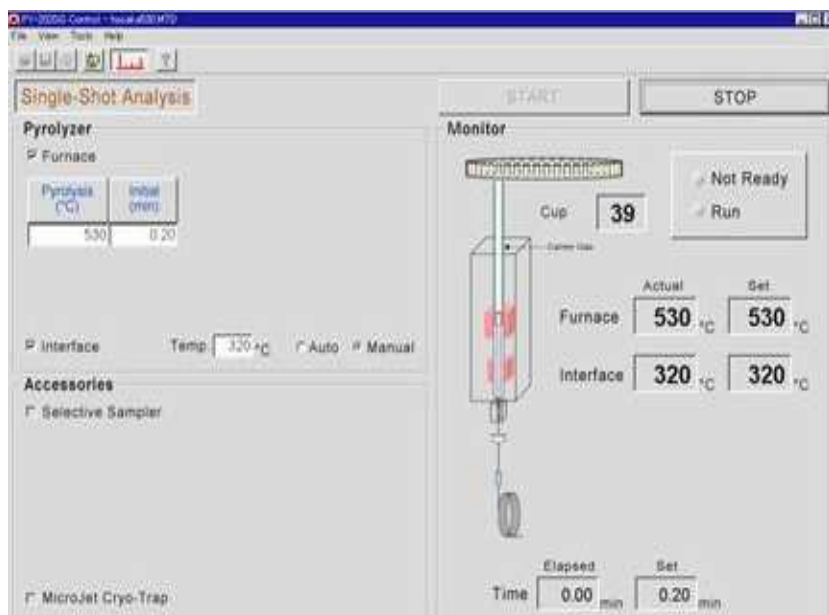 File View Tools Help
Single-Shot Analysis
START
STOP
Pyrolyzer
Furnace
Pyrolysis (°C)
Initial (min)
530
0.20
Interface
Temp
320 °C
Auto
Manual
Accessories
Selective Sampler
MicroJet Cryo-Trap
Monitor
Cup
39
Not Ready
Run
Carrier Gas
Actual
Set
Furnace
530 °C
530 °C
Interface
320 °C
320 °C
Elapsed
Set
Time
0.00 min
0.20 min